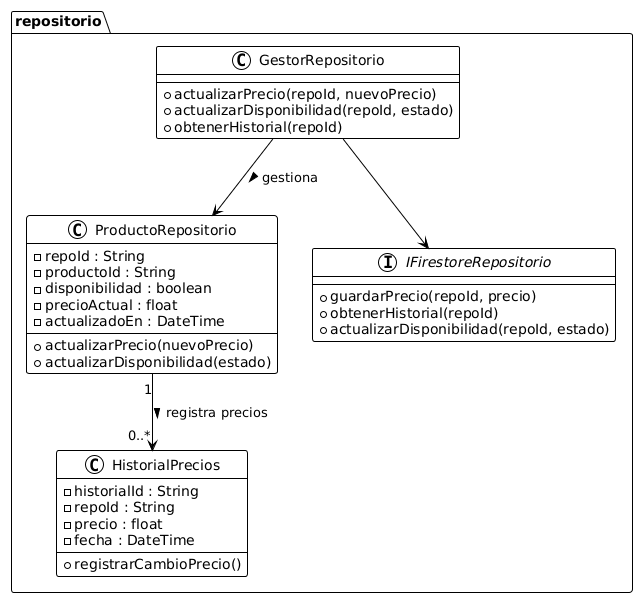 repositorio
C GestorRepositorio
actualizarPrecio(repoId, nuevoPrecio)
actualizarDisponibilidad(repoId, estado)
obtenerHistorial(repoId)
gestiona
C ProductoRepositorio
repoId : String
productoId : String
disponibilidad : boolean
precioActual : float
actualizadoEn : DateTime
actualizarPrecio(nuevoPrecio)
actualizarDisponibilidad(estado)
I IFirestoreRepositorio
guardarPrecio(repoId, precio)
obtenerHistorial(repoId)
actualizarDisponibilidad(repoId, estado)
1
registra precios
0..*
C HistorialPrecios
historialId : String
repoId : String
precio : float
fecha : DateTime
registrarCambioPrecio()